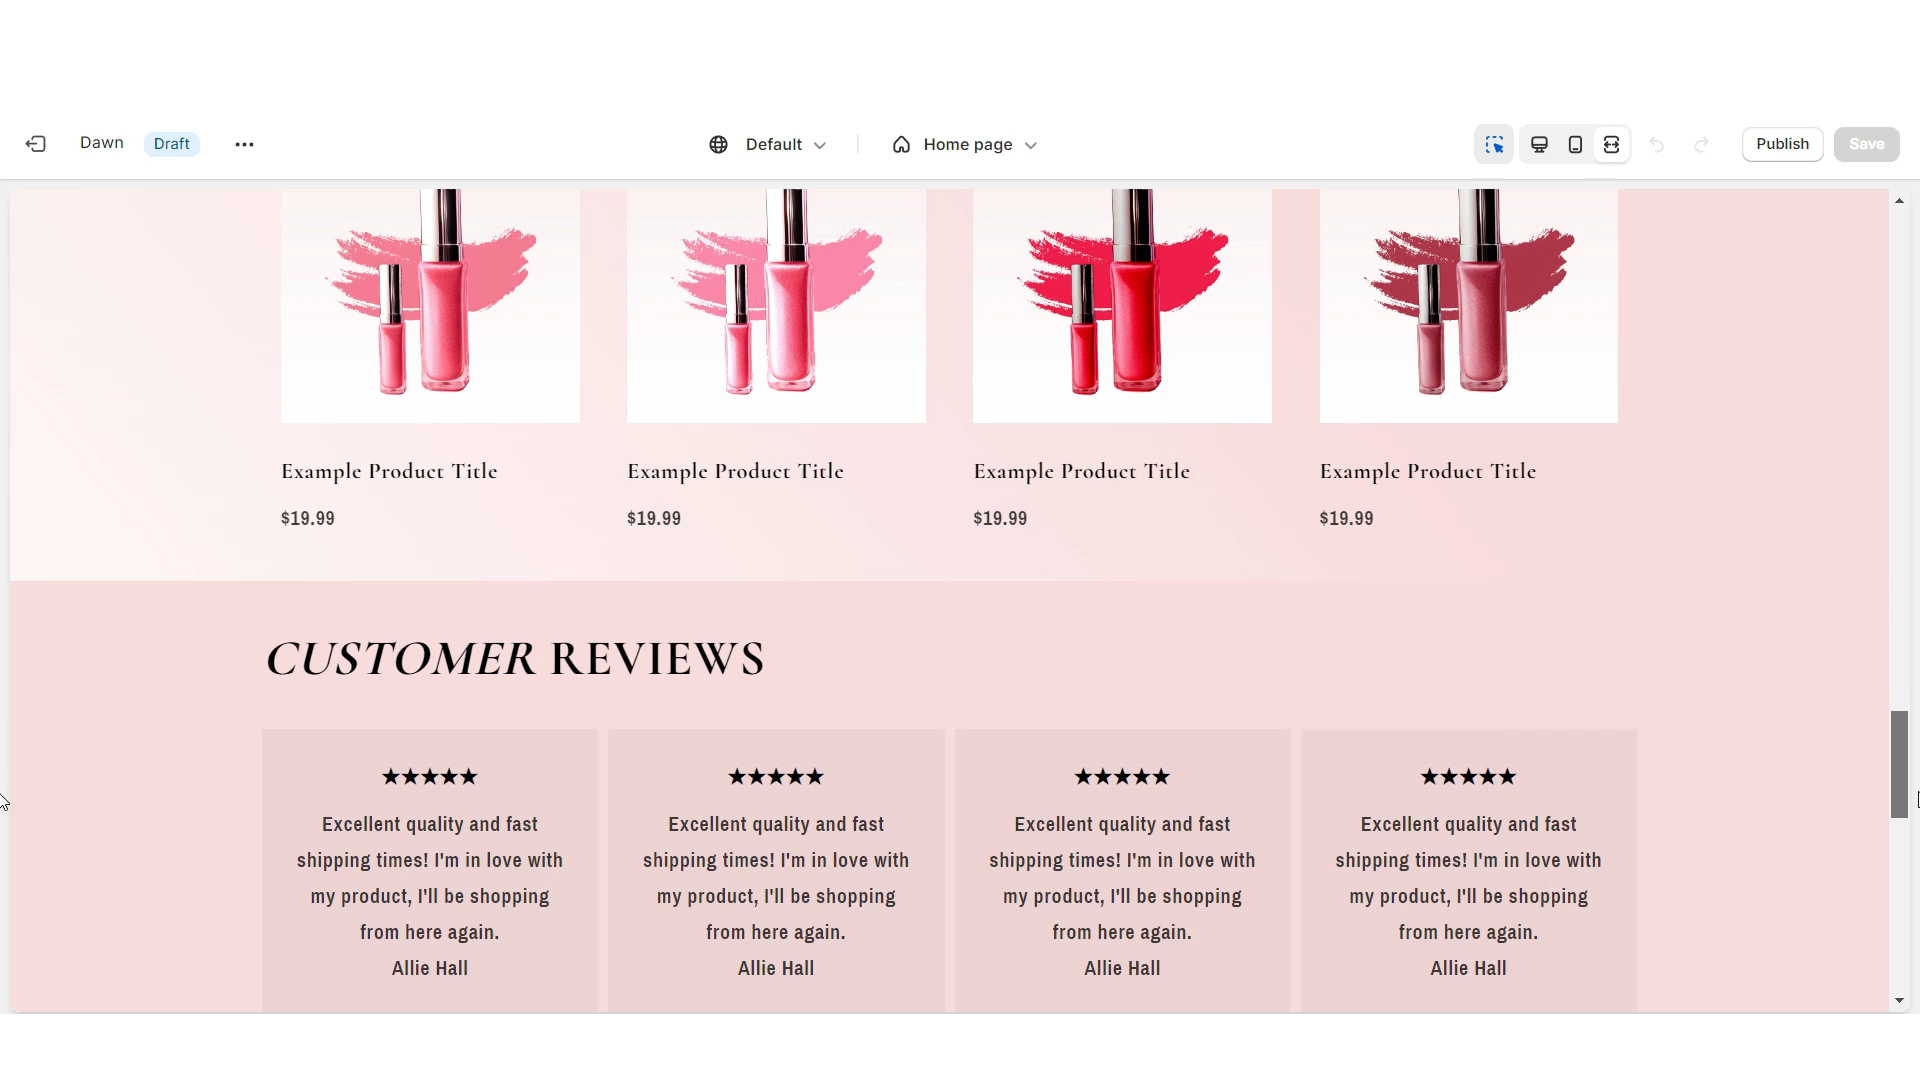 Dawn Draft Default Home page Publish Save
Example Product Title Example Product Title Example Product Title Example Product Title
$19.99 $19.99 $19.99 $19.99
CUSTOMER REVIEWS
★★★★★ ★★★★★ ★★★★★ ★★★★★
Excellent quality and fast
shipping times! I'm in love with
my product, I'll be shopping
from here again.
Allie Hall
Excellent quality and fast
shipping times! I'm in love with
my product, I'll be shopping
from here again.
Allie Hall
Excellent quality and fast
shipping times! I'm in love with
my product, I'll be shopping
from here again.
Allie Hall
Excellent quality and fast
shipping times! I'm in love with
my product, I'll be shopping
from here again.
Allie Hall